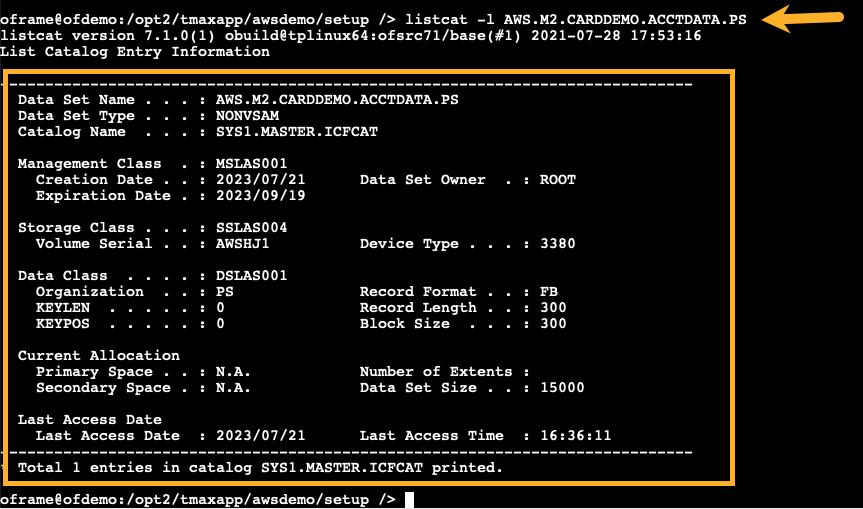 oframe@ofdemo:/opt2/tmaxapp/awsdemo/setup /> listcat -l AWS.M2.CARDDEMO.ACCTDATA.PS
listcat version 7.1.0(1) obuild@tplinux64:ofsrc71/base(#1) 2021-07-28 17:53:16
List Catalog Entry Information
-----------------------------------------------------------------------------
  Data Set Name . . . : AWS.M2.CARDDEMO.ACCTDATA.PS
  Data Set Type . . . : NONVSAM
  Catalog Name  . . . : SYS1.MASTER.ICFCAT
  Management Class  . : MSLAS001
    Creation Date . . : 2023/07/21      Data Set Owner  . : ROOT
    Expiration Date . : 2023/09/19
  Storage Class . . . : SSLAS004
    Volume Serial . . : AWSHJ1          Device Type . . . : 3380
  Data Class  . . . . : DSLAS001
    Organization  . . : PS              Record Format . . : FB
    KEYLEN  . . . . . : 0               Record Length . . : 300
    KEYPOS  . . . . . : 0               Block Size  . . . : 300
  Current Allocation
    Primary Space . . : N.A.            Number of Extents :
    Secondary Space . : N.A.            Data Set Size . . : 15000
  Last Access Date
    Last Access Date  : 2023/07/21      Last Access Time  : 16:36:11
-----------------------------------------------------------------------------
* Total 1 entries in catalog SYS1.MASTER.ICFCAT printed.
oframe@ofdemo:/opt2/tmaxapp/awsdemo/setup />